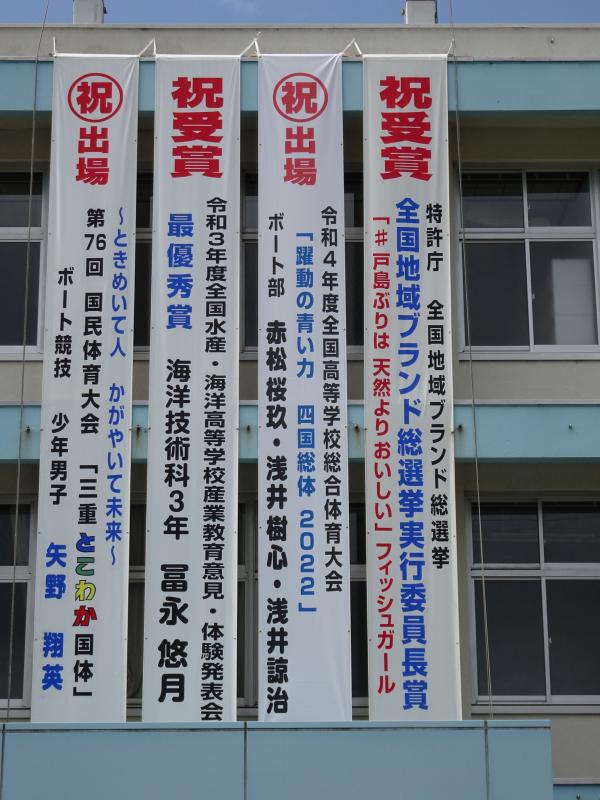 祝受賞
特許庁 全国地域ブランド総選挙
全国地域ブランド総選挙実行委員長賞
「♯戸島ぶりは 天然より おいしい」フィッシュガール
祝
出場
令和4年度全国高等学校総合体育大会
「躍動の青い力 四国総体 2022」
ボート部 赤松桜玖・浅井樹心・浅井諒治
祝受賞
令和3年度全国水産・海洋高等学校産業教育意見・体験発表会
最優秀賞 海洋技術科3年 冨永 悠月
祝
出場
～ときめいて人 かがやいて未来～
第76回 国民体育大会 「三重とこわか国体」
ボート競技 少年男子 矢野 翔英